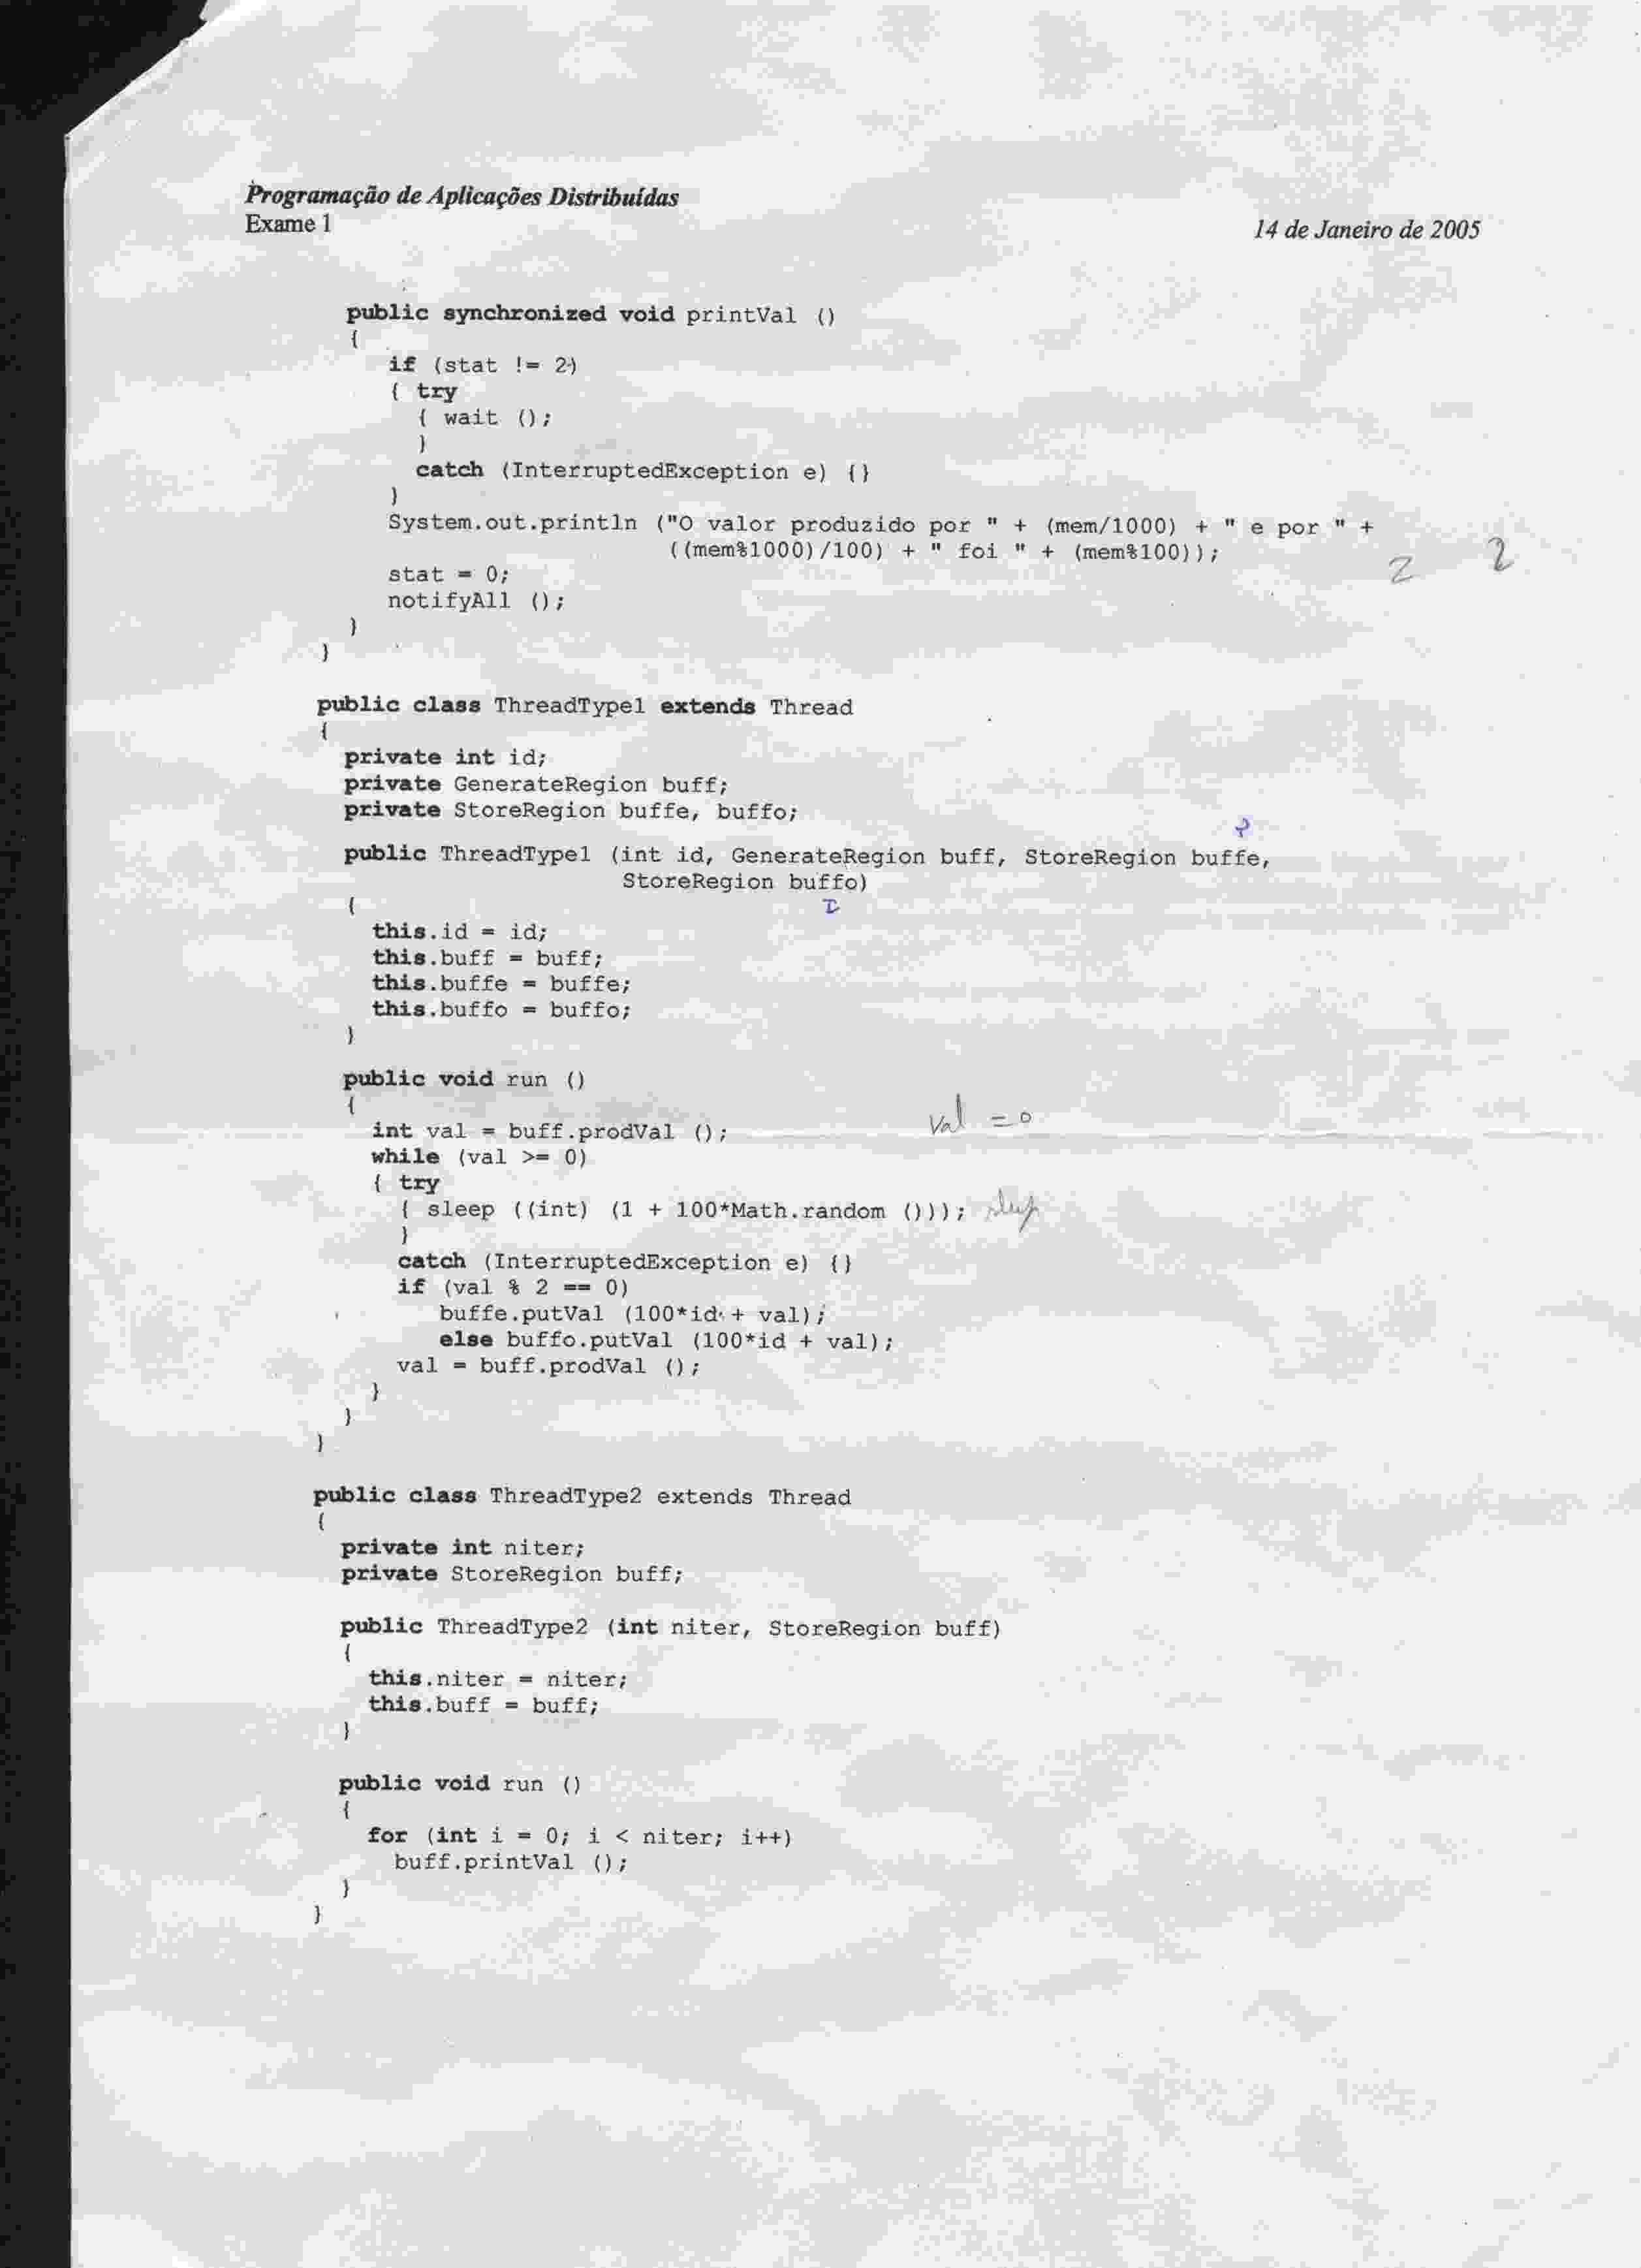 Programação de Aplicações Distribuídas
Exame 1
14 de Janeiro de 2005
public synchronized void printVal ()
{
if (stat != 2)
{ try
{ wait ();
}
catch (InterruptedException e) {}
}
System.out.println ("O valor produzido por " + (mem/1000) + " e por " +
((mem%1000)/100) + " foi " + (mem%100));
2 2
stat = 0;
notifyAll ();
}
}
public class ThreadType1 extends Thread
{
private int id;
private GenerateRegion buff;
private StoreRegion buffe, buffo;
P
public ThreadType1 (int id, GenerateRegion buff, StoreRegion buffe,
StoreRegion buffo)
{
I
this.id = id;
this.buff = buff;
this.buffe = buffe;
this.buffo = buffo;
}
public void run ()
{
int val = buff.prodVal (); val = 0
while (val >= 0)
{ try
{ sleep ((int) (1 + 100*Math.random ())); sleep
}
catch (InterruptedException e) {}
if (val % 2 == 0)
buffe.putVal (100*id + val);
else buffo.putVal (100*id + val);
val = buff.prodVal ();
}
}
}
public class ThreadType2 extends Thread
{
private int niter;
private StoreRegion buff;
public ThreadType2 (int niter, StoreRegion buff)
{
this.niter = niter;
this.buff = buff;
}
public void run ()
{
for (int i = 0; i < niter; i++)
buff.printVal ();
}
}